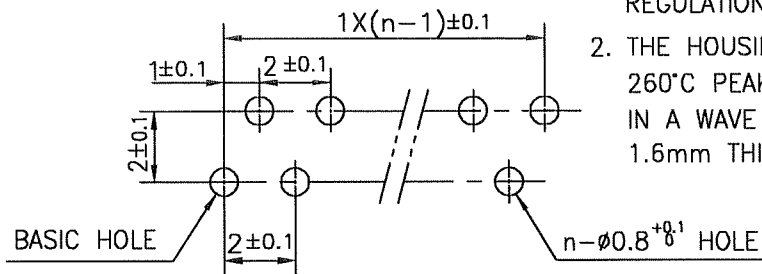 1X(n-1)±0.1
REGULATION
1±0.1
2±0.1
2. THE HOUSI
260°C PEAK
IN A WAVE
1.6mm THI
2±0.1
BASIC HOLE
2±0.1
n-ø0.8+0.1 0 HOLE